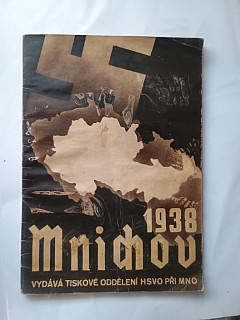 1938
Mnichov
VYDÁVÁ TISKOVÉ ODDĚLENÍ HSVO PŘI MNO